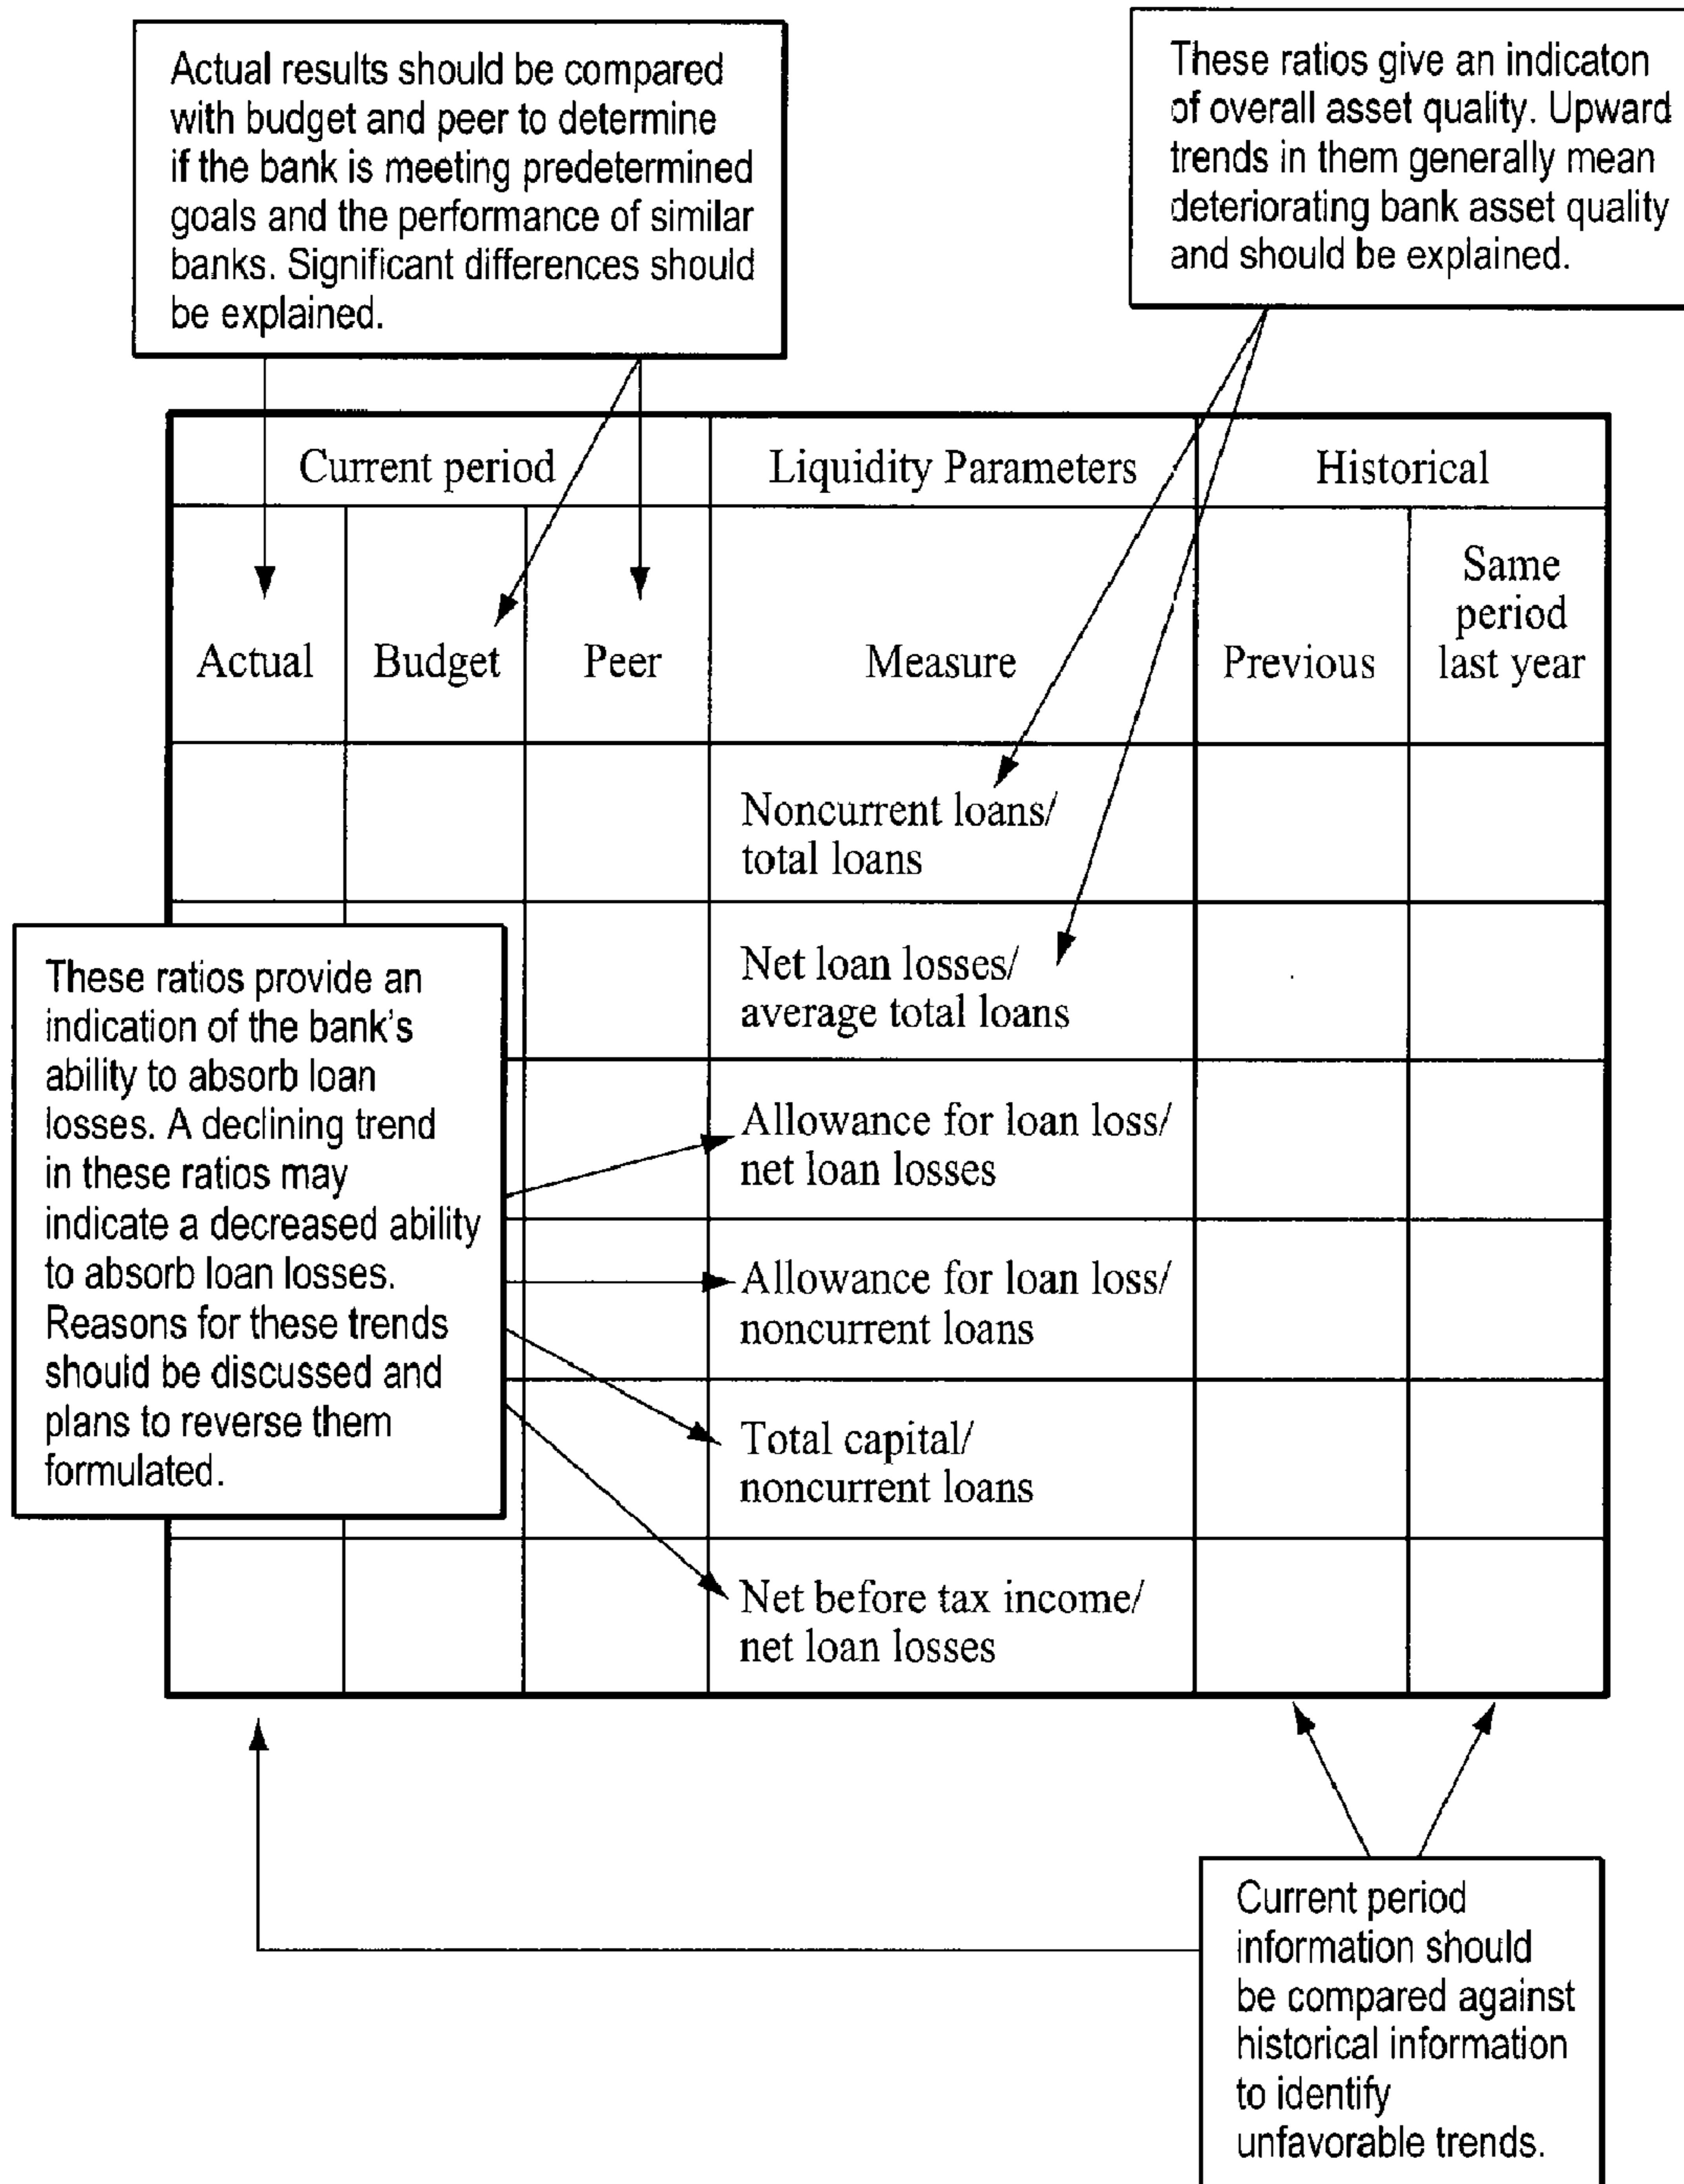 Actual results should be compared
with budget and peer to determine
if the bank is meeting predetermined
goals and the performance of similar
banks. Significant differences should
be explained.
These ratios give an indicaton
of overall asset quality. Upward
trends in them generally mean
deteriorating bank asset quality
and should be explained.
Current period
Liquidity Parameters
Historical
Actual
Budget
Peer
Measure
Previous
Same
period
last year
Noncurrent loans/
total loans
Net loan losses/
average total loans
Allowance for loan loss/
net loan losses
Allowance for loan loss/
noncurrent loans
Total capital/
noncurrent loans
Net before tax income/
net loan losses
These ratios provide an
indication of the bank's
ability to absorb loan
losses. A declining trend
in these ratios may
indicate a decreased ability
to absorb loan losses.
Reasons for these trends
should be discussed and
plans to reverse them
formulated.
Current period
information should
be compared against
historical information
to identify
unfavorable trends.